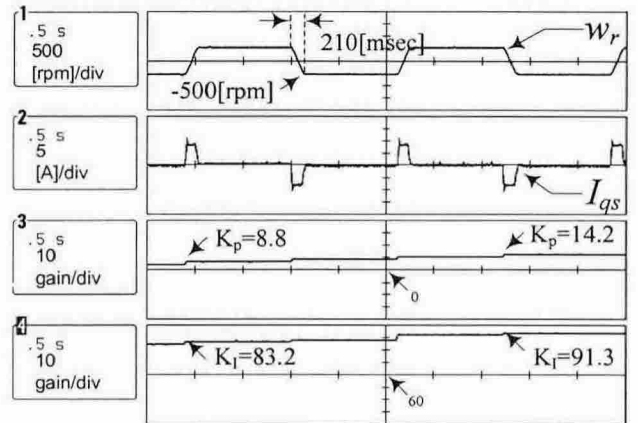 1
.5 s
500
[rpm]/div
210[msec]
-500[rpm]
w_r
2
.5 s
5
[A]/div
I_qs
3
.5 s
10
gain/div
K_p=8.8
K_p=14.2
0
4
.5 s
10
gain/div
K_I=83.2
K_I=91.3
60